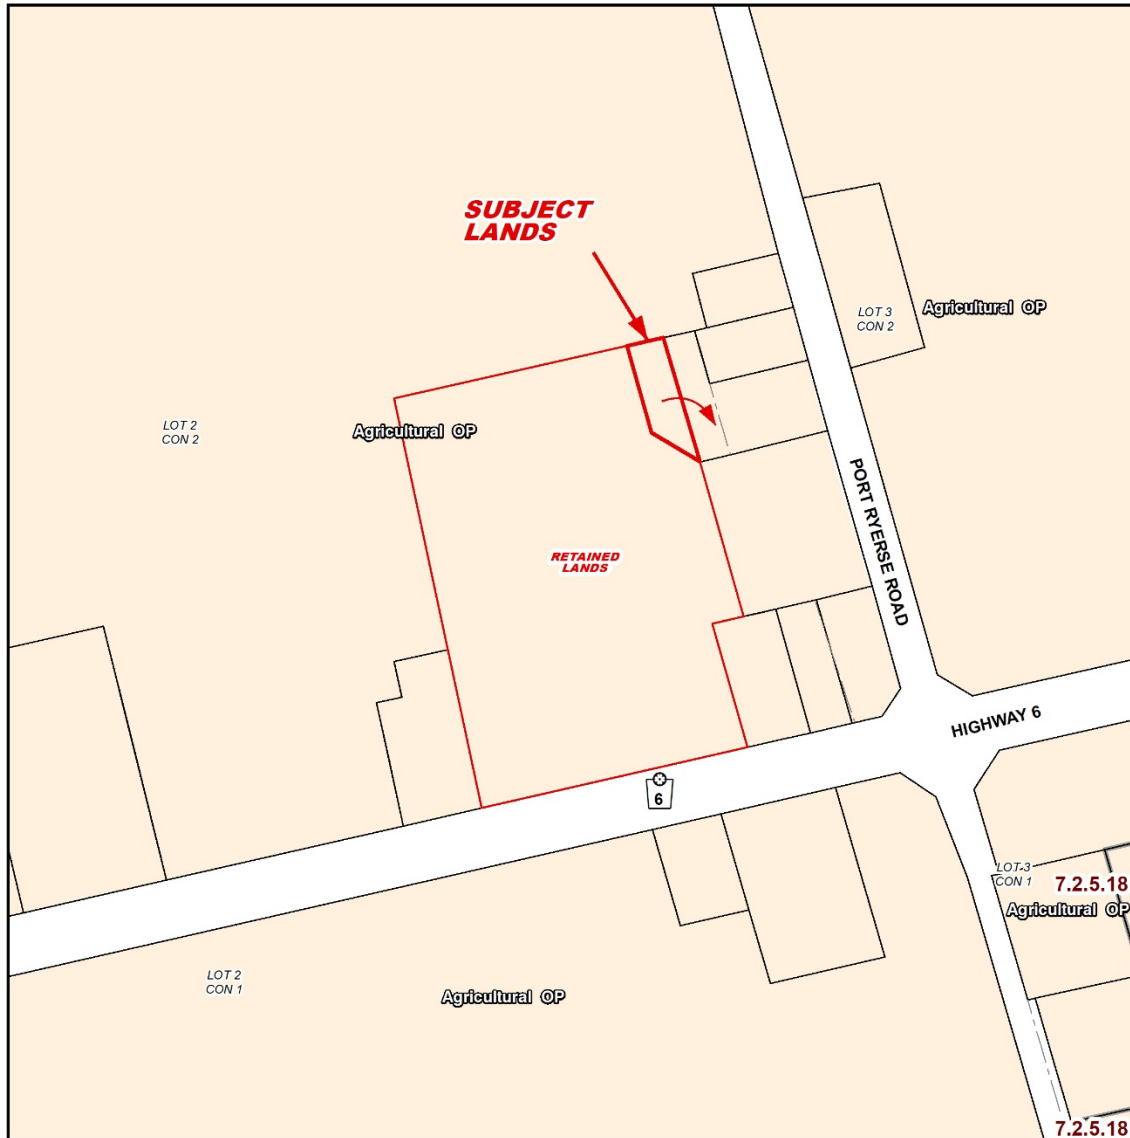 SUBJECT
LANDS
LOT 3
CON 2
Agricultural OP
LOT 2
CON 2
Agricultural OP
PORT RYERSE ROAD
RETAINED
LANDS
HIGHWAY 6
6
LOT 3
CON 1
7.2.5.18
Agricultural OP
LOT 2
CON 1
Agricultural OP
7.2.5.18